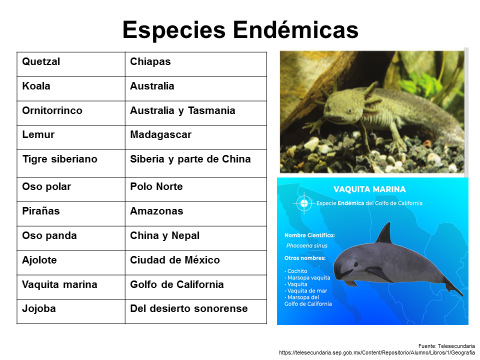 Especies Endémicas
Quetzal Chiapas
Koala Australia
Ornitorrinco Australia y Tasmania
Lemur Madagascar
Tigre siberiano Siberia y parte de China
Oso polar Polo Norte
Pirañas Amazonas
Oso panda China y Nepal
Ajolote Ciudad de México
Vaquita marina Golfo de California
Jojoba Del desierto sonorense
VAQUITA MARINA
Especie Endémica del Golfo de California
Nombre Científico:
Phocoena sinus
Otros nombres:
- Cochito
- Marsopa vaquita
- Vaquita
- Vaquita de mar
- Marsopa del
Golfo de California
Fuente: Telesecundaria
https://telesecundaria.sep.gob.mx/Content/Repositorio/Alumno/Libros/1/Geografia